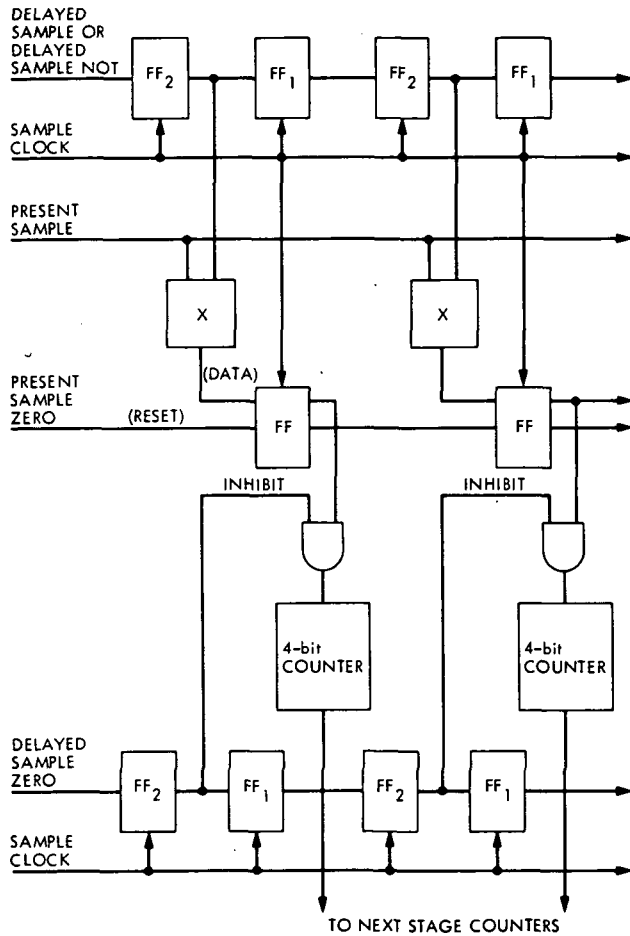 DELAYED
SAMPLE OR
DELAYED
SAMPLE NOT
FF2
FF1
FF2
FF1
SAMPLE
CLOCK
PRESENT
SAMPLE
X
X
(DATA)
PRESENT
SAMPLE
ZERO
(RESET)
FF
FF
INHIBIT
INHIBIT
4-bit
COUNTER
4-bit
COUNTER
DELAYED
SAMPLE
ZERO
FF2
FF1
FF2
FF1
SAMPLE
CLOCK
TO NEXT STAGE COUNTERS